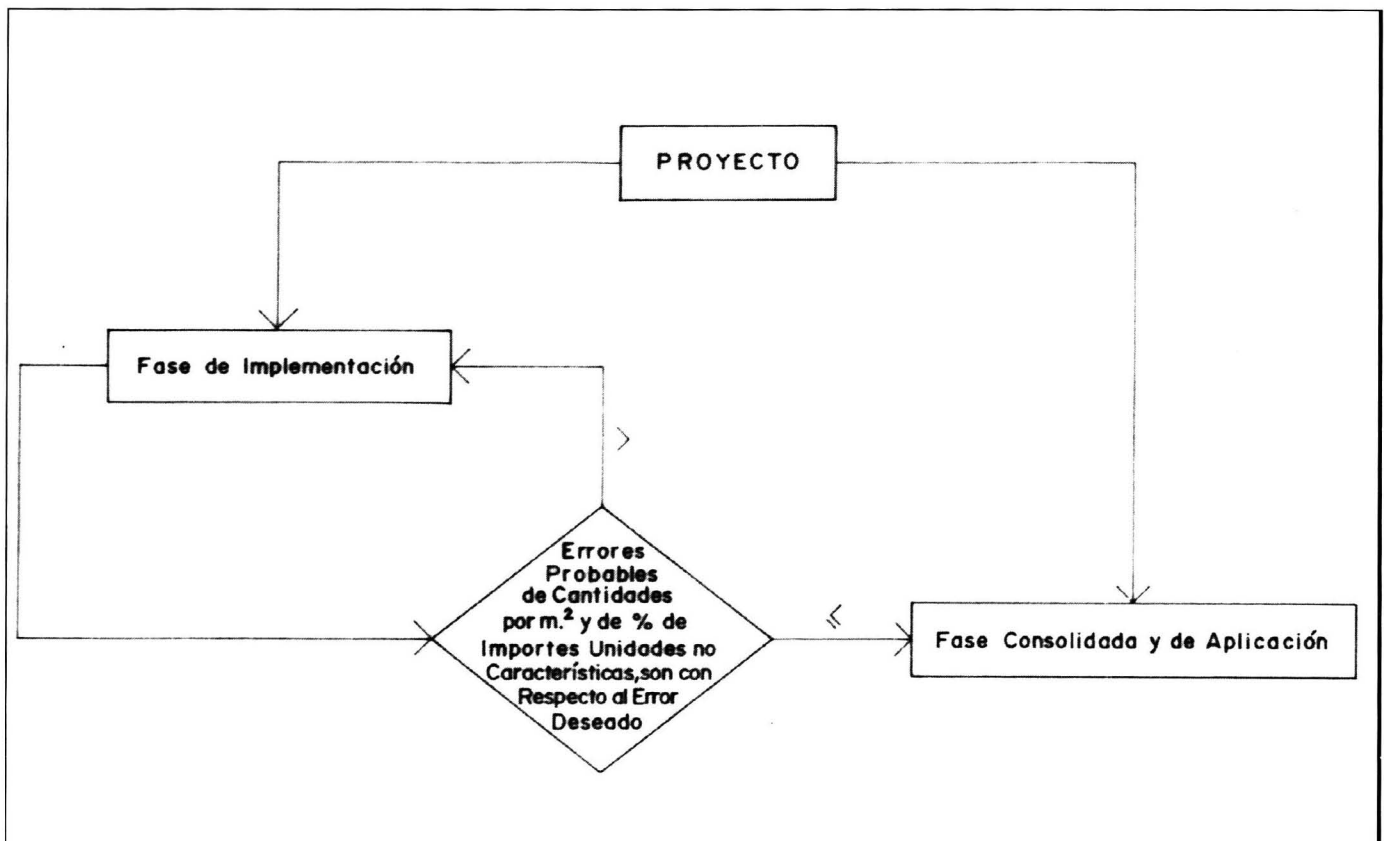 PROYECTO
Fase de Implementación
>
Errores
Probables
de Cantidades
por m.² y de % de
Importes Unidades no
Características, son con
Respecto al Error
Deseado
≤
Fase Consolidada y de Aplicación